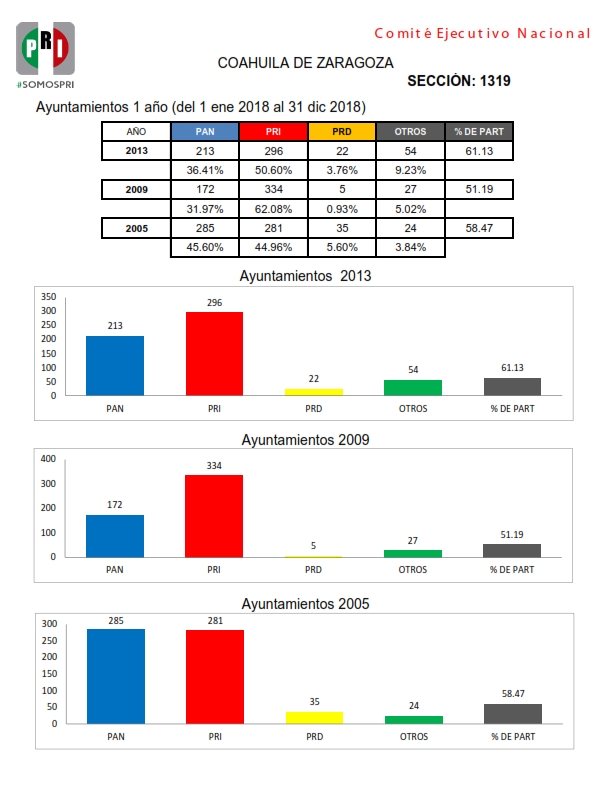 Comité Ejecutivo Nacional
PRI
#SOMOSPRI
COAHUILA DE ZARAGOZA
SECCIÓN: 1319
Ayuntamientos 1 año (del 1 ene 2018 al 31 dic 2018)
AÑO PAN PRI PRD OTROS % DE PART
2013 213 296 22 54 61.13
36.41% 50.60% 3.76% 9.23%
2009 172 334 5 27 51.19
31.97% 62.08% 0.93% 5.02%
2005 285 281 35 24 58.47
45.60% 44.96% 5.60% 3.84%
Ayuntamientos 2013
350
300
250
200
150
100
50
0
213 296 22 54 61.13
PAN PRI PRD OTROS % DE PART
Ayuntamientos 2009
400
300
200
100
0
172 334 5 27 51.19
PAN PRI PRD OTROS % DE PART
Ayuntamientos 2005
300
250
200
150
100
50
0
285 281 35 24 58.47
PAN PRI PRD OTROS % DE PART